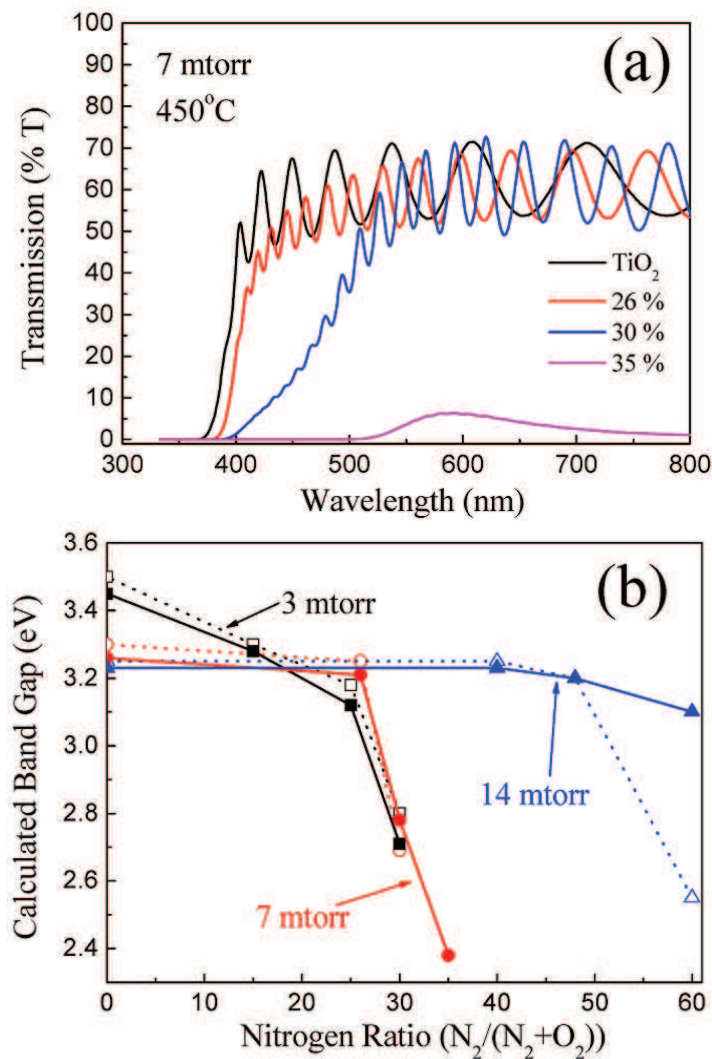 100
90
80
70
60
50
40
30
20
10
0
Transmission (% T)
7 mtorr
450°C
(a)
TiO₂
26 %
30 %
35 %
300 400 500 600 700 800
Wavelength (nm)
3.6
3.4
3.2
3.0
2.8
2.6
2.4
Calculated Band Gap (eV)
(b)
3 mtorr
14 mtorr
7 mtorr
0 10 20 30 40 50 60
Nitrogen Ratio (N₂/(N₂+O₂))